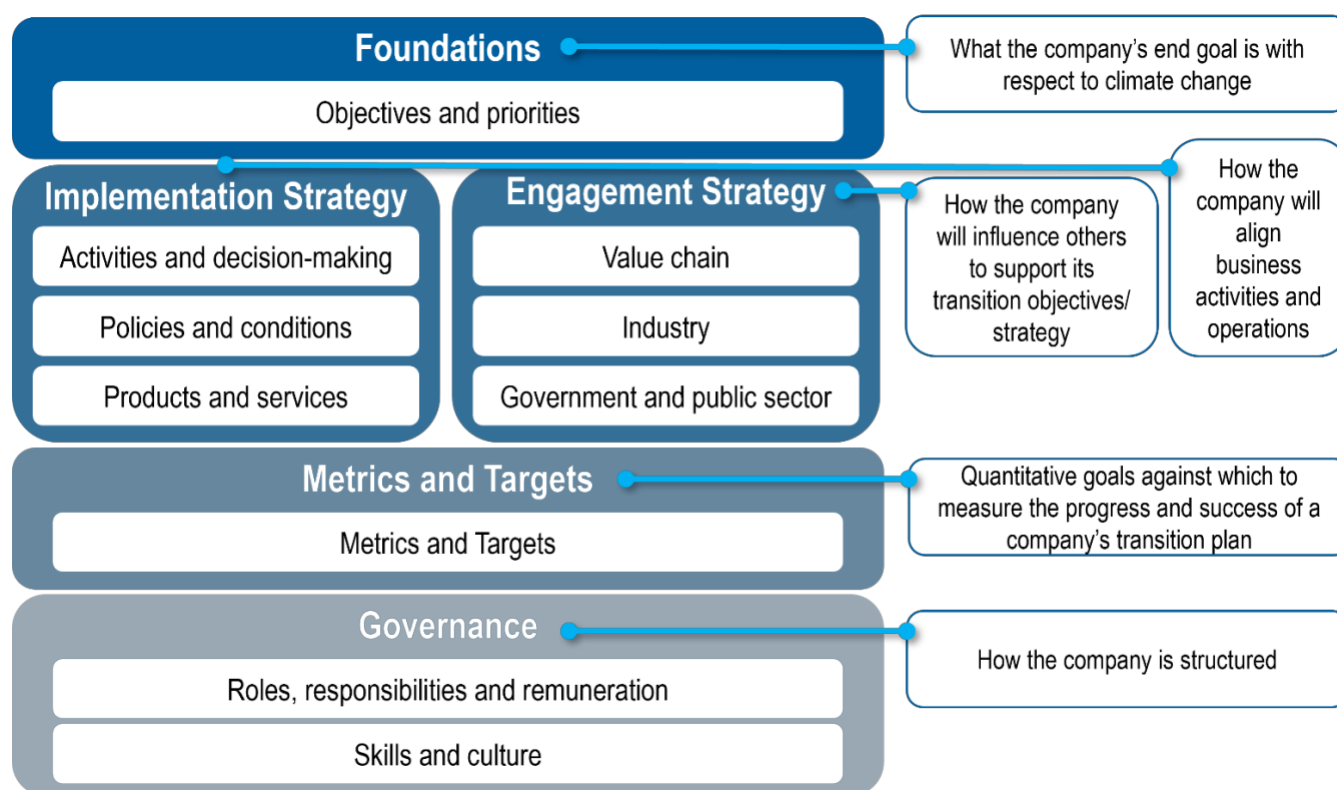 Foundations
Objectives and priorities
What the company’s end goal is with
respect to climate change
Implementation Strategy
Activities and decision-making
Policies and conditions
Products and services
Engagement Strategy
Value chain
Industry
Government and public sector
How the company
will influence others
to support its
transition objectives/
strategy
How the
company will
align
business
activities and
operations
Metrics and Targets
Metrics and Targets
Quantitative goals against which to
measure the progress and success of a
company’s transition plan
Governance
Roles, responsibilities and remuneration
Skills and culture
How the company is structured